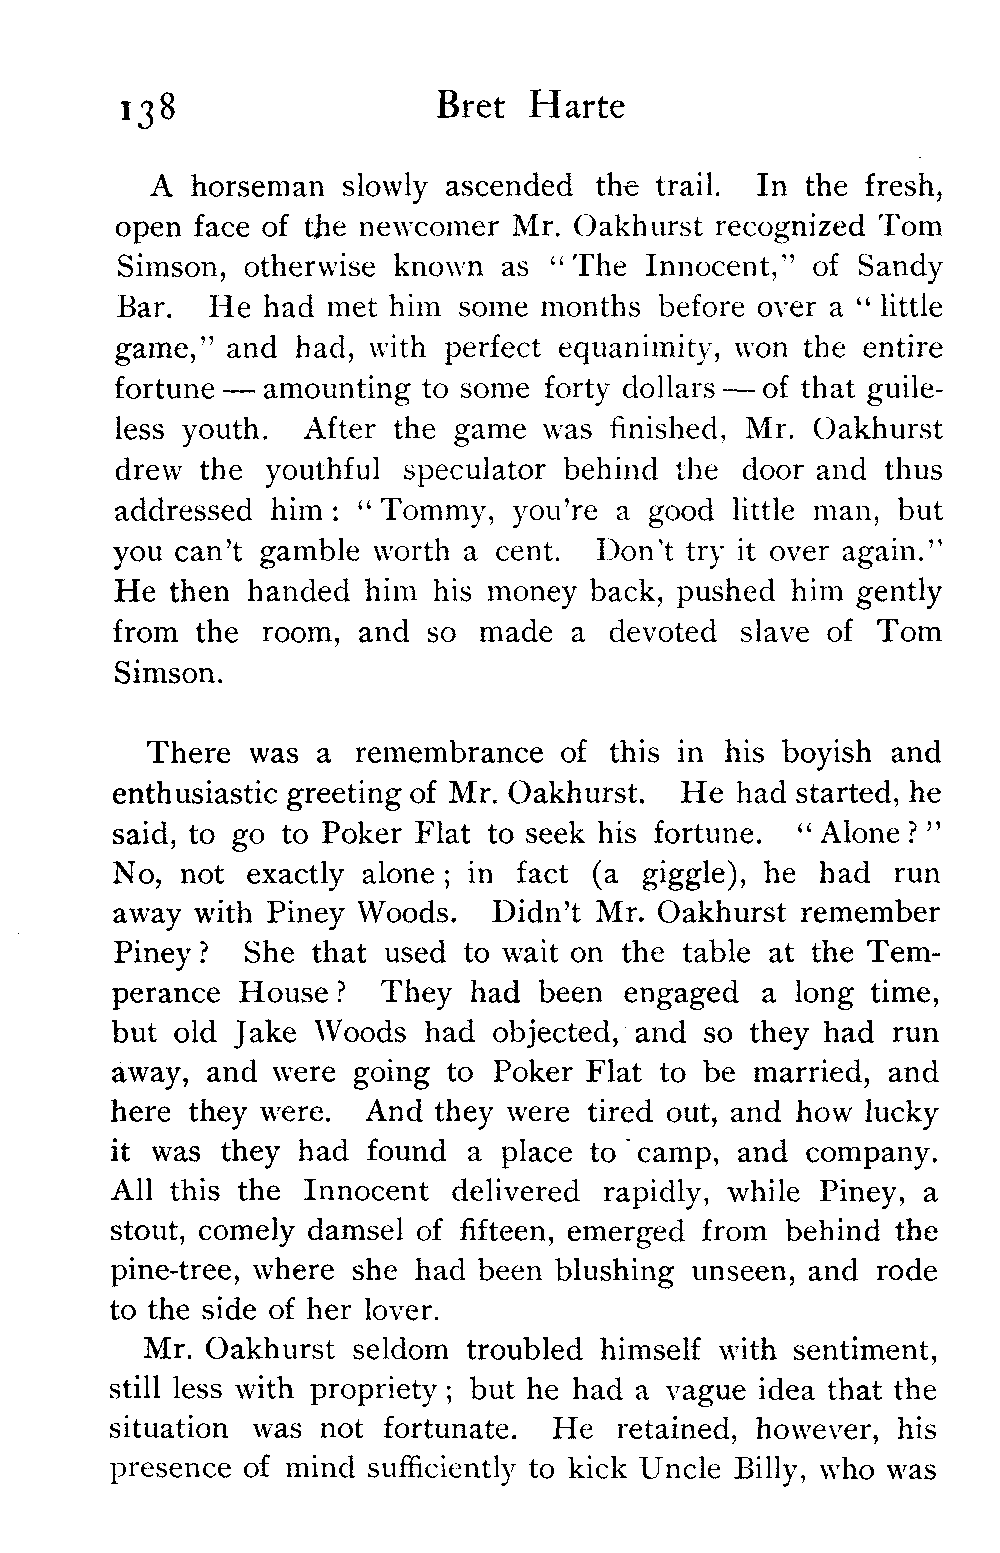 138 Bret Harte
A horseman slowly ascended the trail. In the fresh,
open face of the newcomer Mr. Oakhurst recognized Tom
Simson, otherwise known as “The Innocent,” of Sandy
Bar. He had met him some months before over a “little
game,” and had, with perfect equanimity, won the entire
fortune — amounting to some forty dollars — of that guile-
less youth. After the game was finished, Mr. Oakhurst
drew the youthful speculator behind the door and thus
addressed him : “Tommy, you're a good little man, but
you can't gamble worth a cent. Don't try it over again.”
He then handed him his money back, pushed him gently
from the room, and so made a devoted slave of Tom
Simson.
There was a remembrance of this in his boyish and
enthusiastic greeting of Mr. Oakhurst. He had started, he
said, to go to Poker Flat to seek his fortune. “Alone ?”
No, not exactly alone ; in fact (a giggle), he had run
away with Piney Woods. Didn't Mr. Oakhurst remember
Piney ? She that used to wait on the table at the Tem-
perance House ? They had been engaged a long time,
but old Jake Woods had objected, and so they had run
away, and were going to Poker Flat to be married, and
here they were. And they were tired out, and how lucky
it was they had found a place to camp, and company.
All this the Innocent delivered rapidly, while Piney, a
stout, comely damsel of fifteen, emerged from behind the
pine-tree, where she had been blushing unseen, and rode
to the side of her lover.
Mr. Oakhurst seldom troubled himself with sentiment,
still less with propriety ; but he had a vague idea that the
situation was not fortunate. He retained, however, his
presence of mind sufficiently to kick Uncle Billy, who was